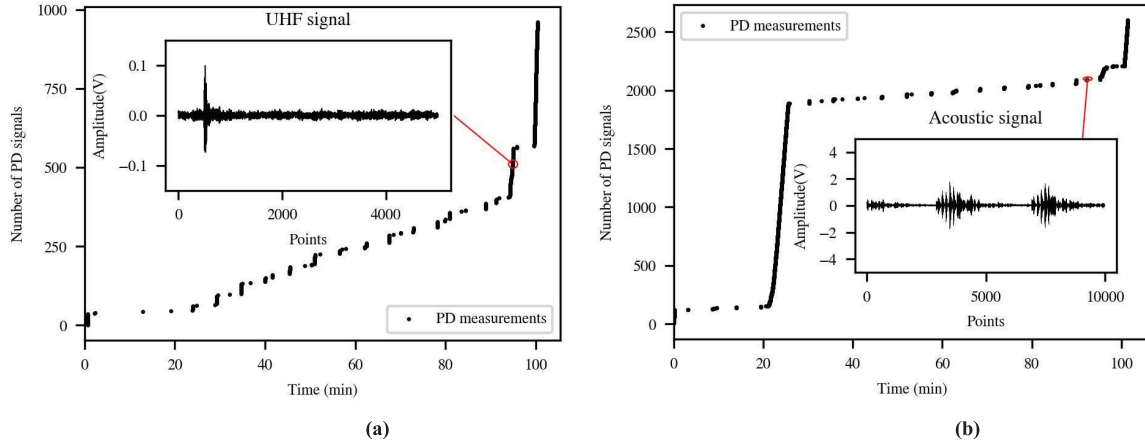 UHF signal
Number of PD signals
1000
750
500
250
0
Amplitude(V)
0.1
0.0
−0.1
0
2000
4000
Points
PD measurements
0
20
40
60
80
100
Time (min)
(a)
PD measurements
Number of PD signals
2500
2000
1500
1000
500
0
Acoustic signal
Amplitude(V)
4
2
0
−2
−4
0
5000
10000
Points
0
20
40
60
80
100
Time (min)
(b)